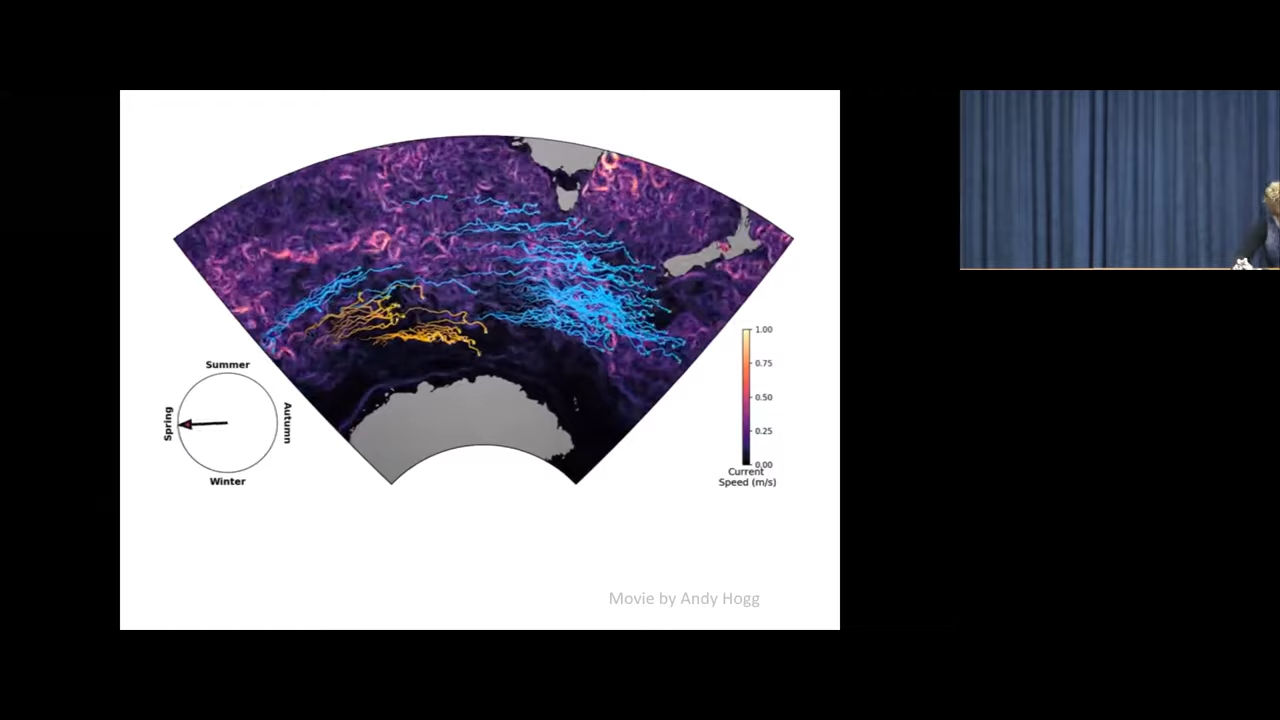 Summer
Spring
Autumn
Winter
1.00
0.75
0.50
0.25
0.00
Current
Speed (m/s)
Movie by Andy Hogg